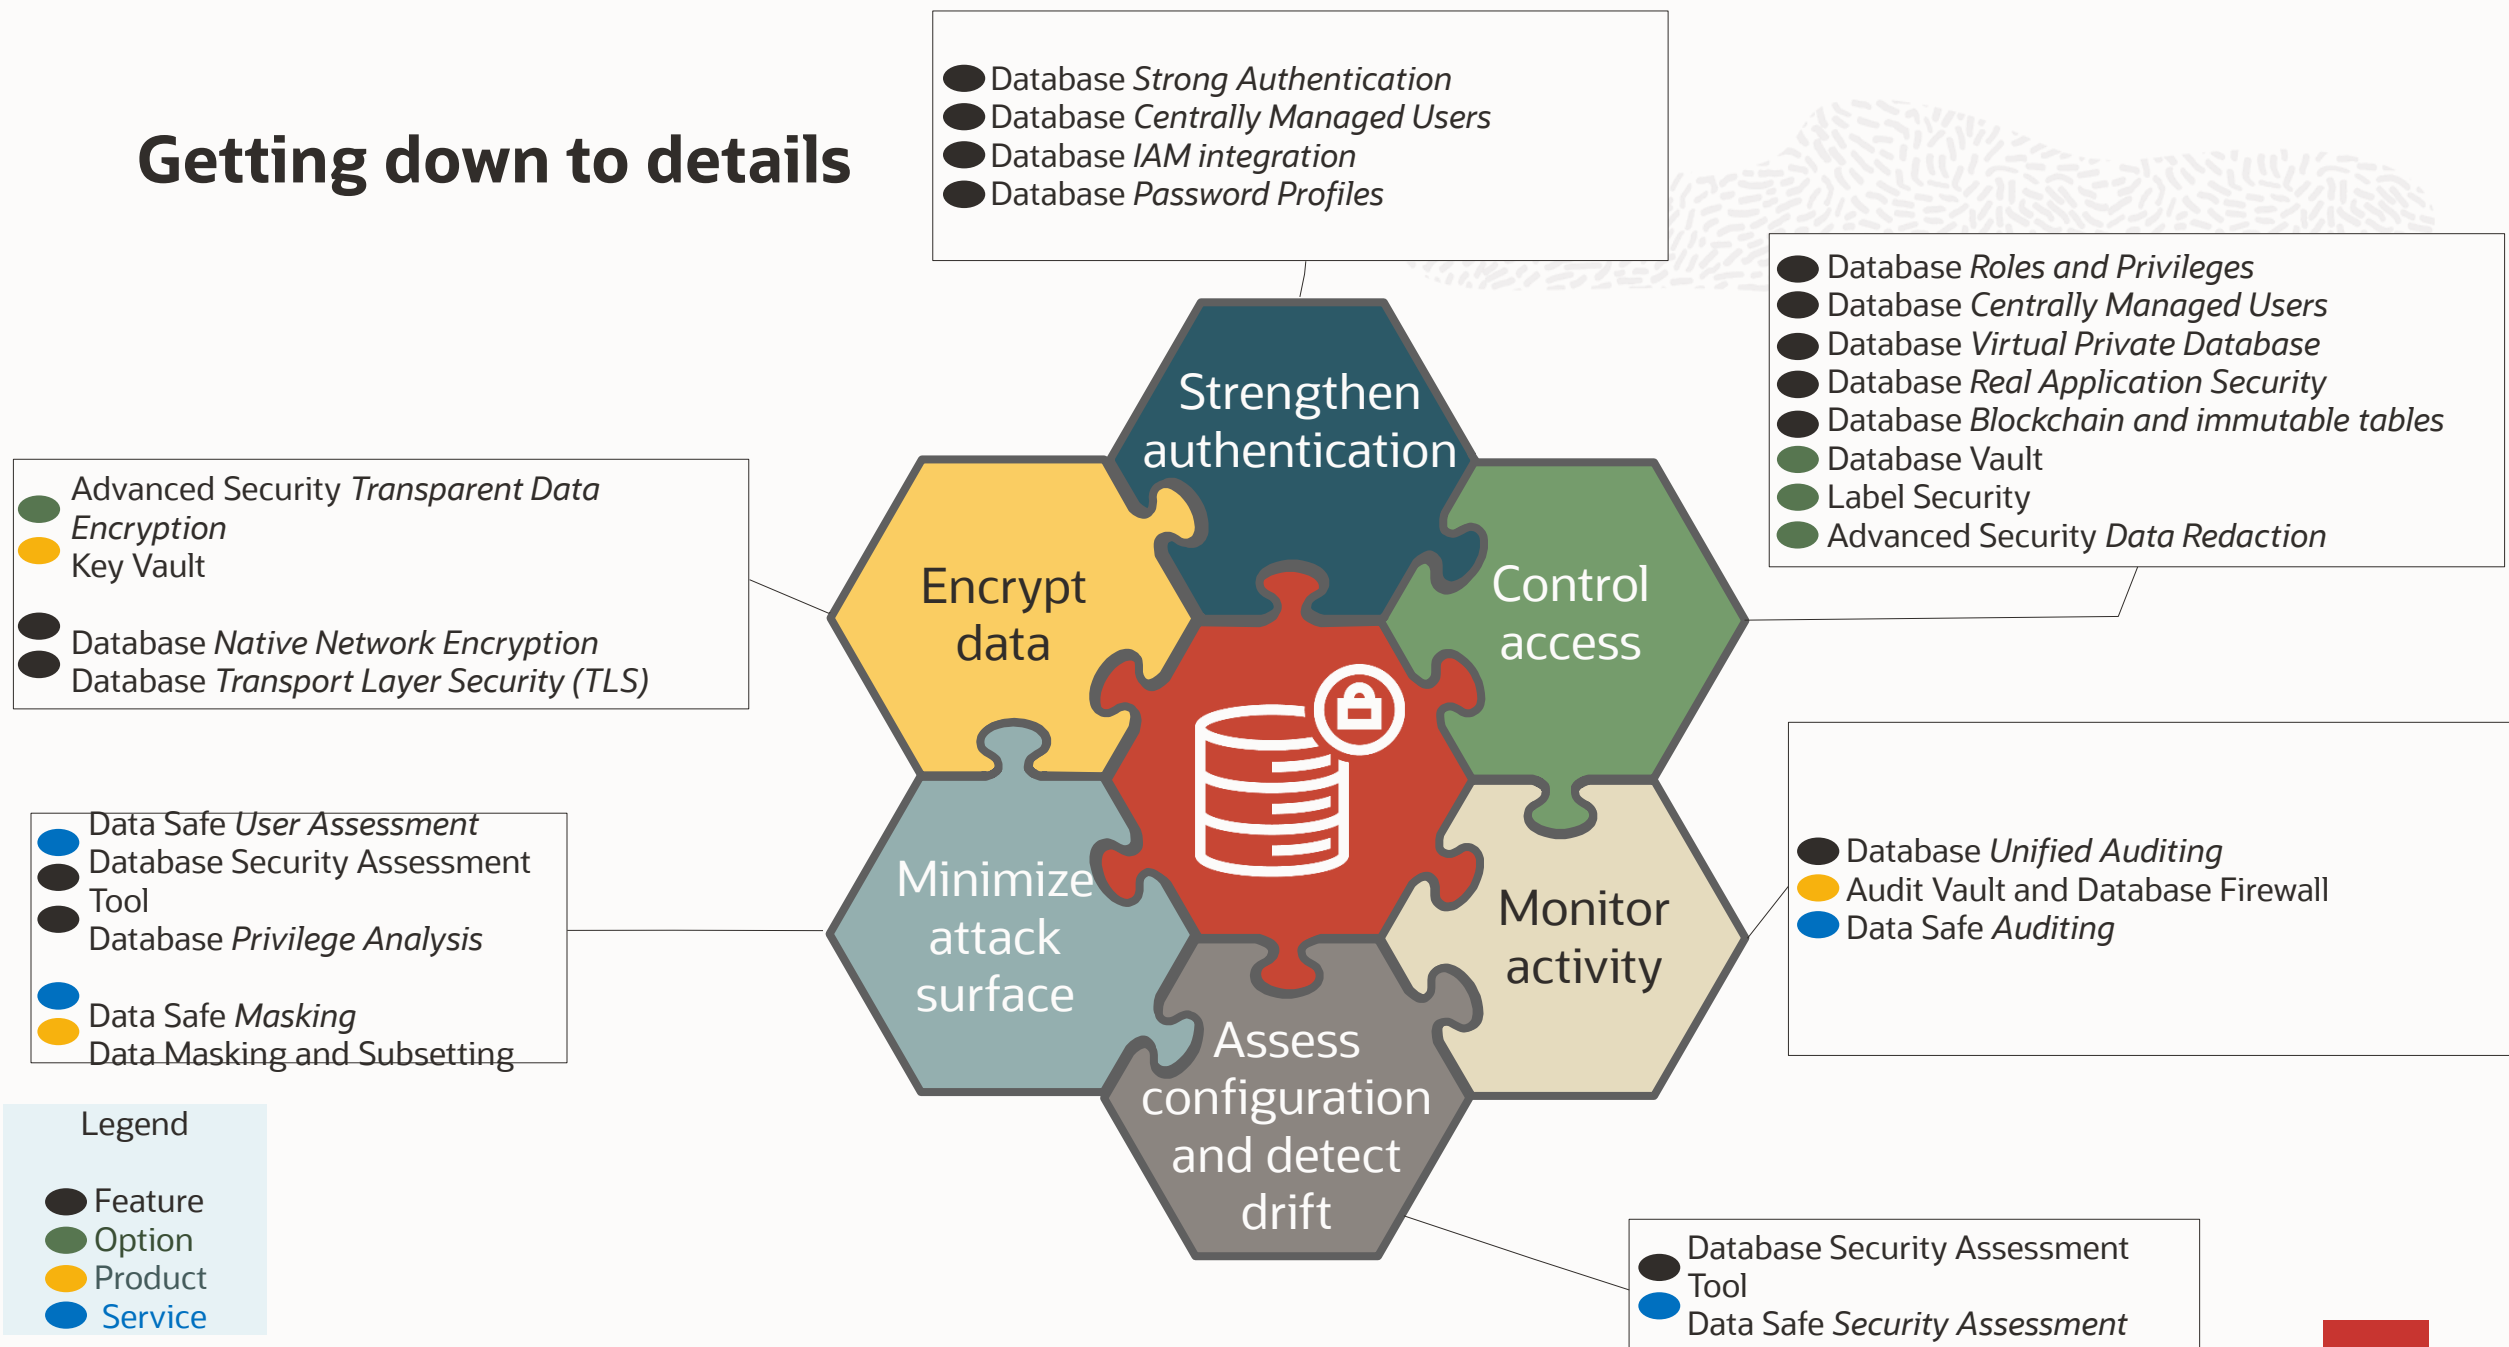 Getting down to details
Database Strong Authentication
Database Centrally Managed Users
Database IAM integration
Database Password Profiles
Database Roles and Privileges
Database Centrally Managed Users
Database Virtual Private Database
Database Real Application Security
Database Blockchain and immutable tables
Database Vault
Label Security
Advanced Security Data Redaction
Strengthen
authentication
Advanced Security Transparent Data
Encryption
Key Vault
Database Native Network Encryption
Database Transport Layer Security (TLS)
Encrypt
data
Control
access
Data Safe User Assessment
Database Security Assessment
Tool
Database Privilege Analysis
Data Safe Masking
Data Masking and Subsetting
Minimize
attack
surface
Monitor
activity
Database Unified Auditing
Audit Vault and Database Firewall
Data Safe Auditing
Assess
configuration
and detect
drift
Legend
Feature
Option
Product
Service
Database Security Assessment
Tool
Data Safe Security Assessment